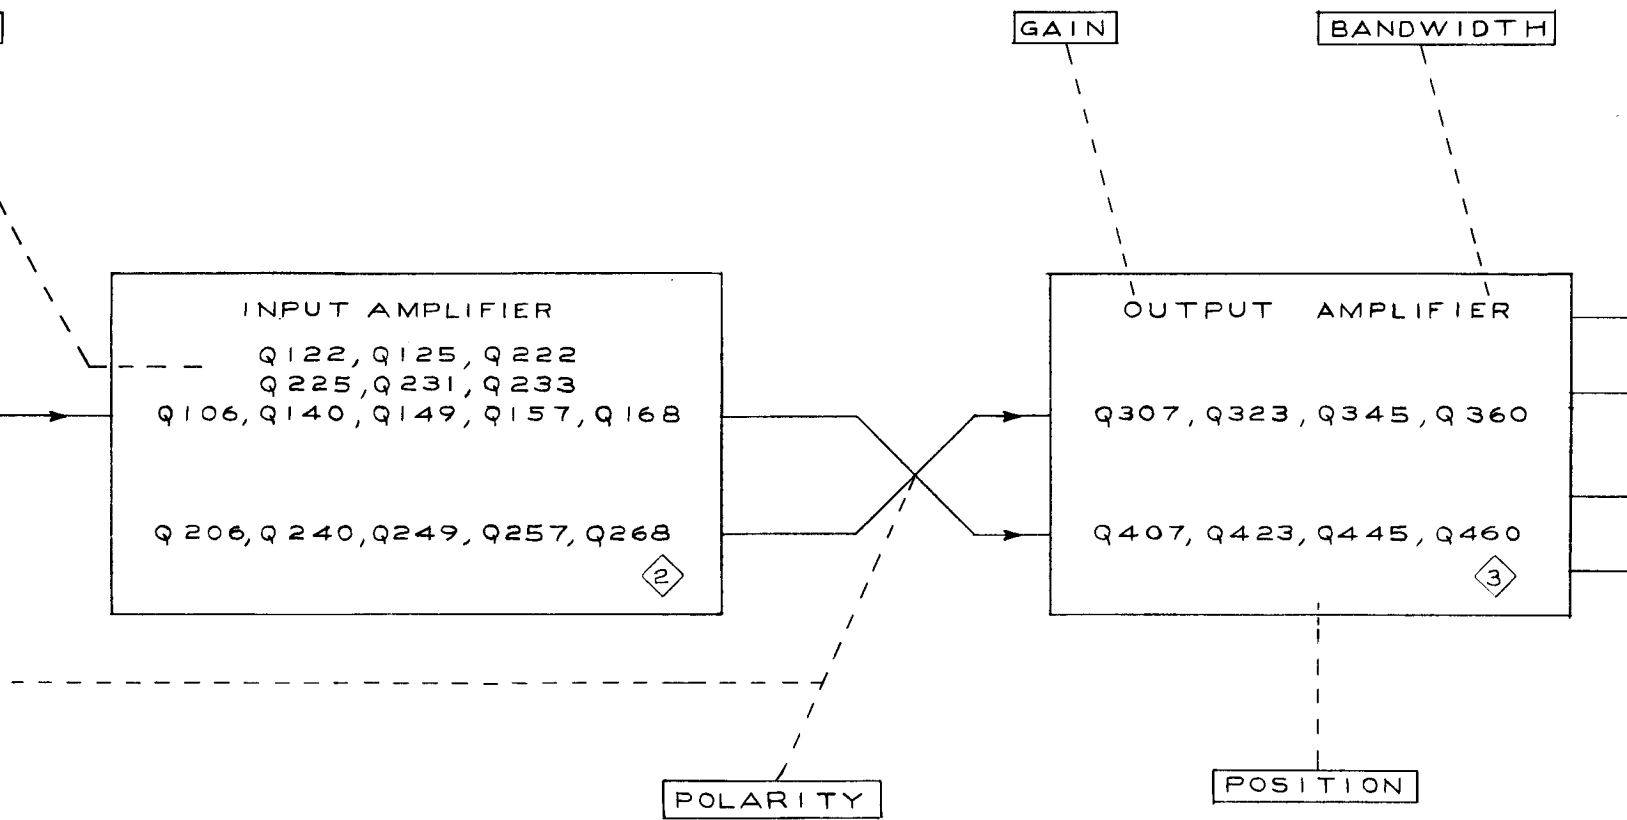 GAIN
BANDWIDTH
INPUT AMPLIFIER
Q122, Q125, Q222
Q225, Q231, Q233
Q106, Q140, Q149, Q157, Q168
Q206, Q240, Q249, Q257, Q268
2
OUTPUT AMPLIFIER
Q307, Q323, Q345, Q360
Q407, Q423, Q445, Q460
3
POLARITY
POSITION